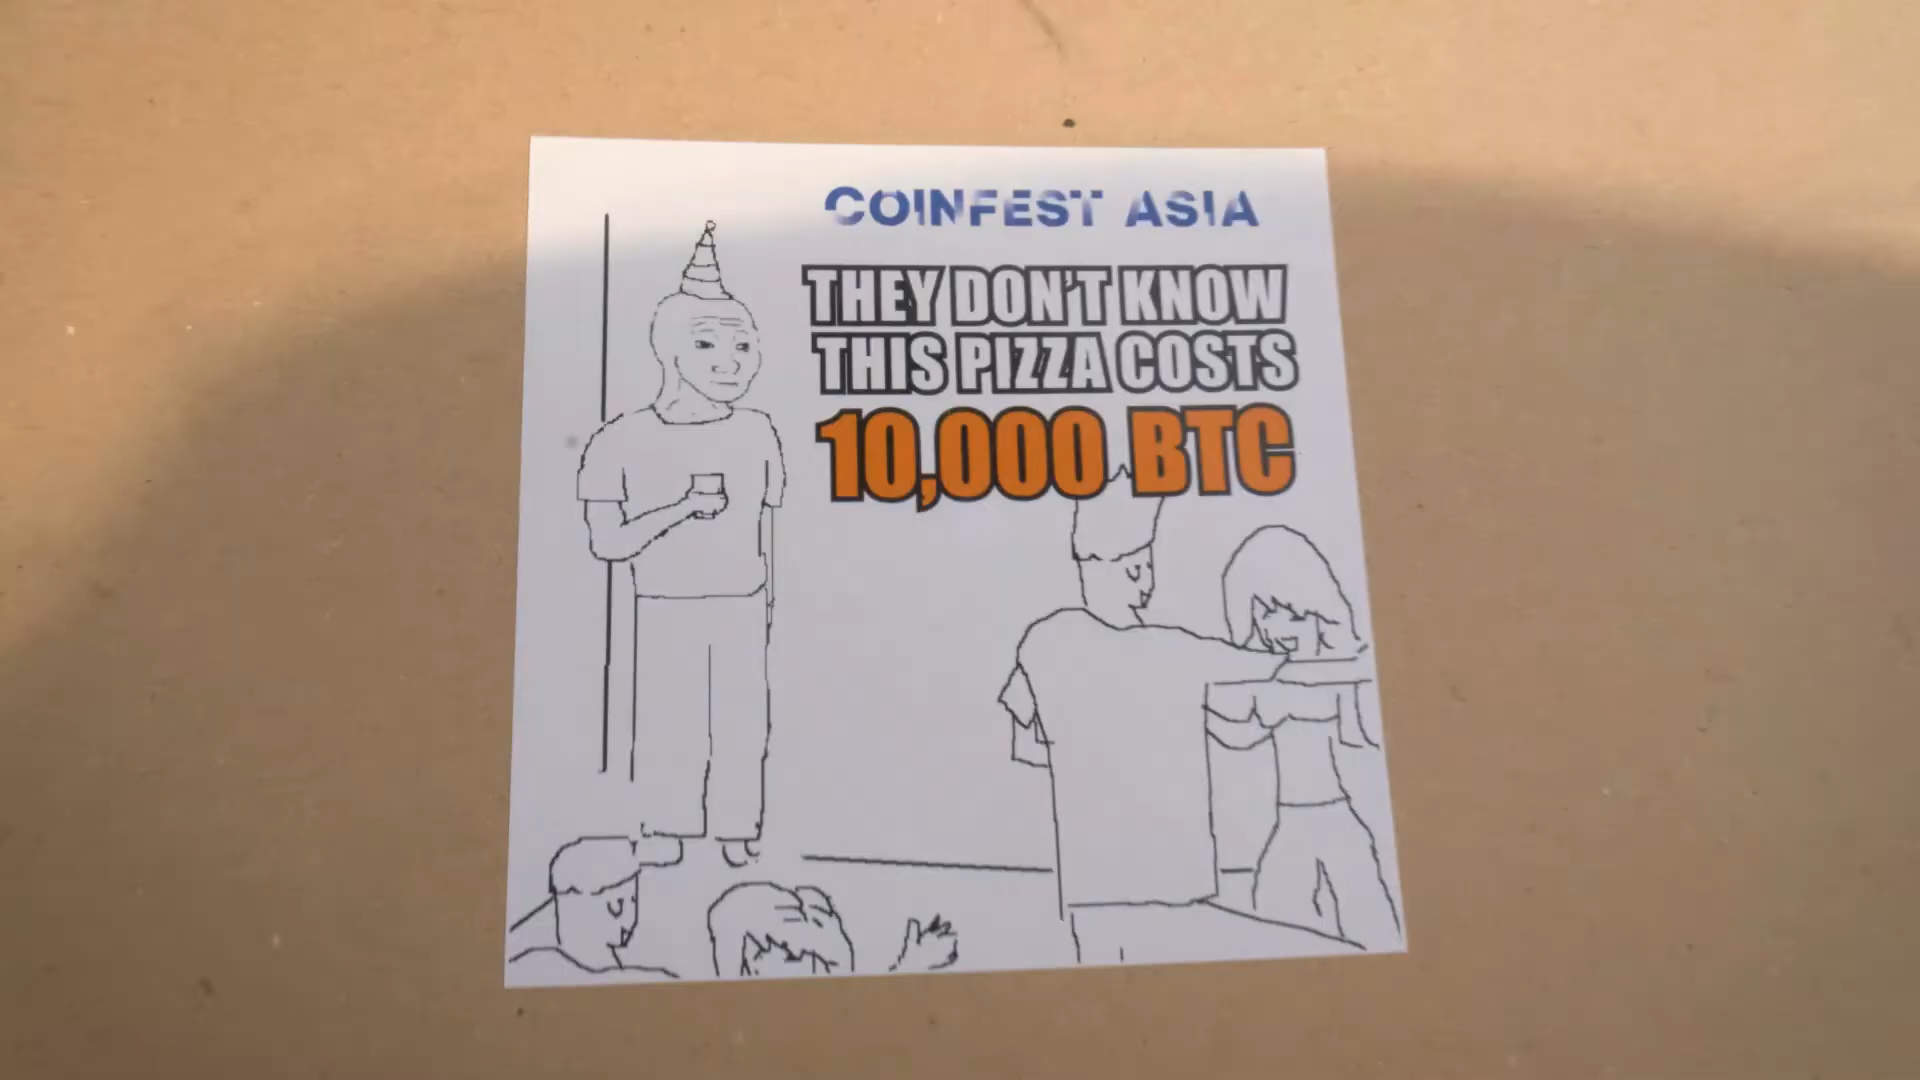 COINFEST ASIA
THEY DON'T KNOW
THIS PIZZA COSTS
10,000 BTC